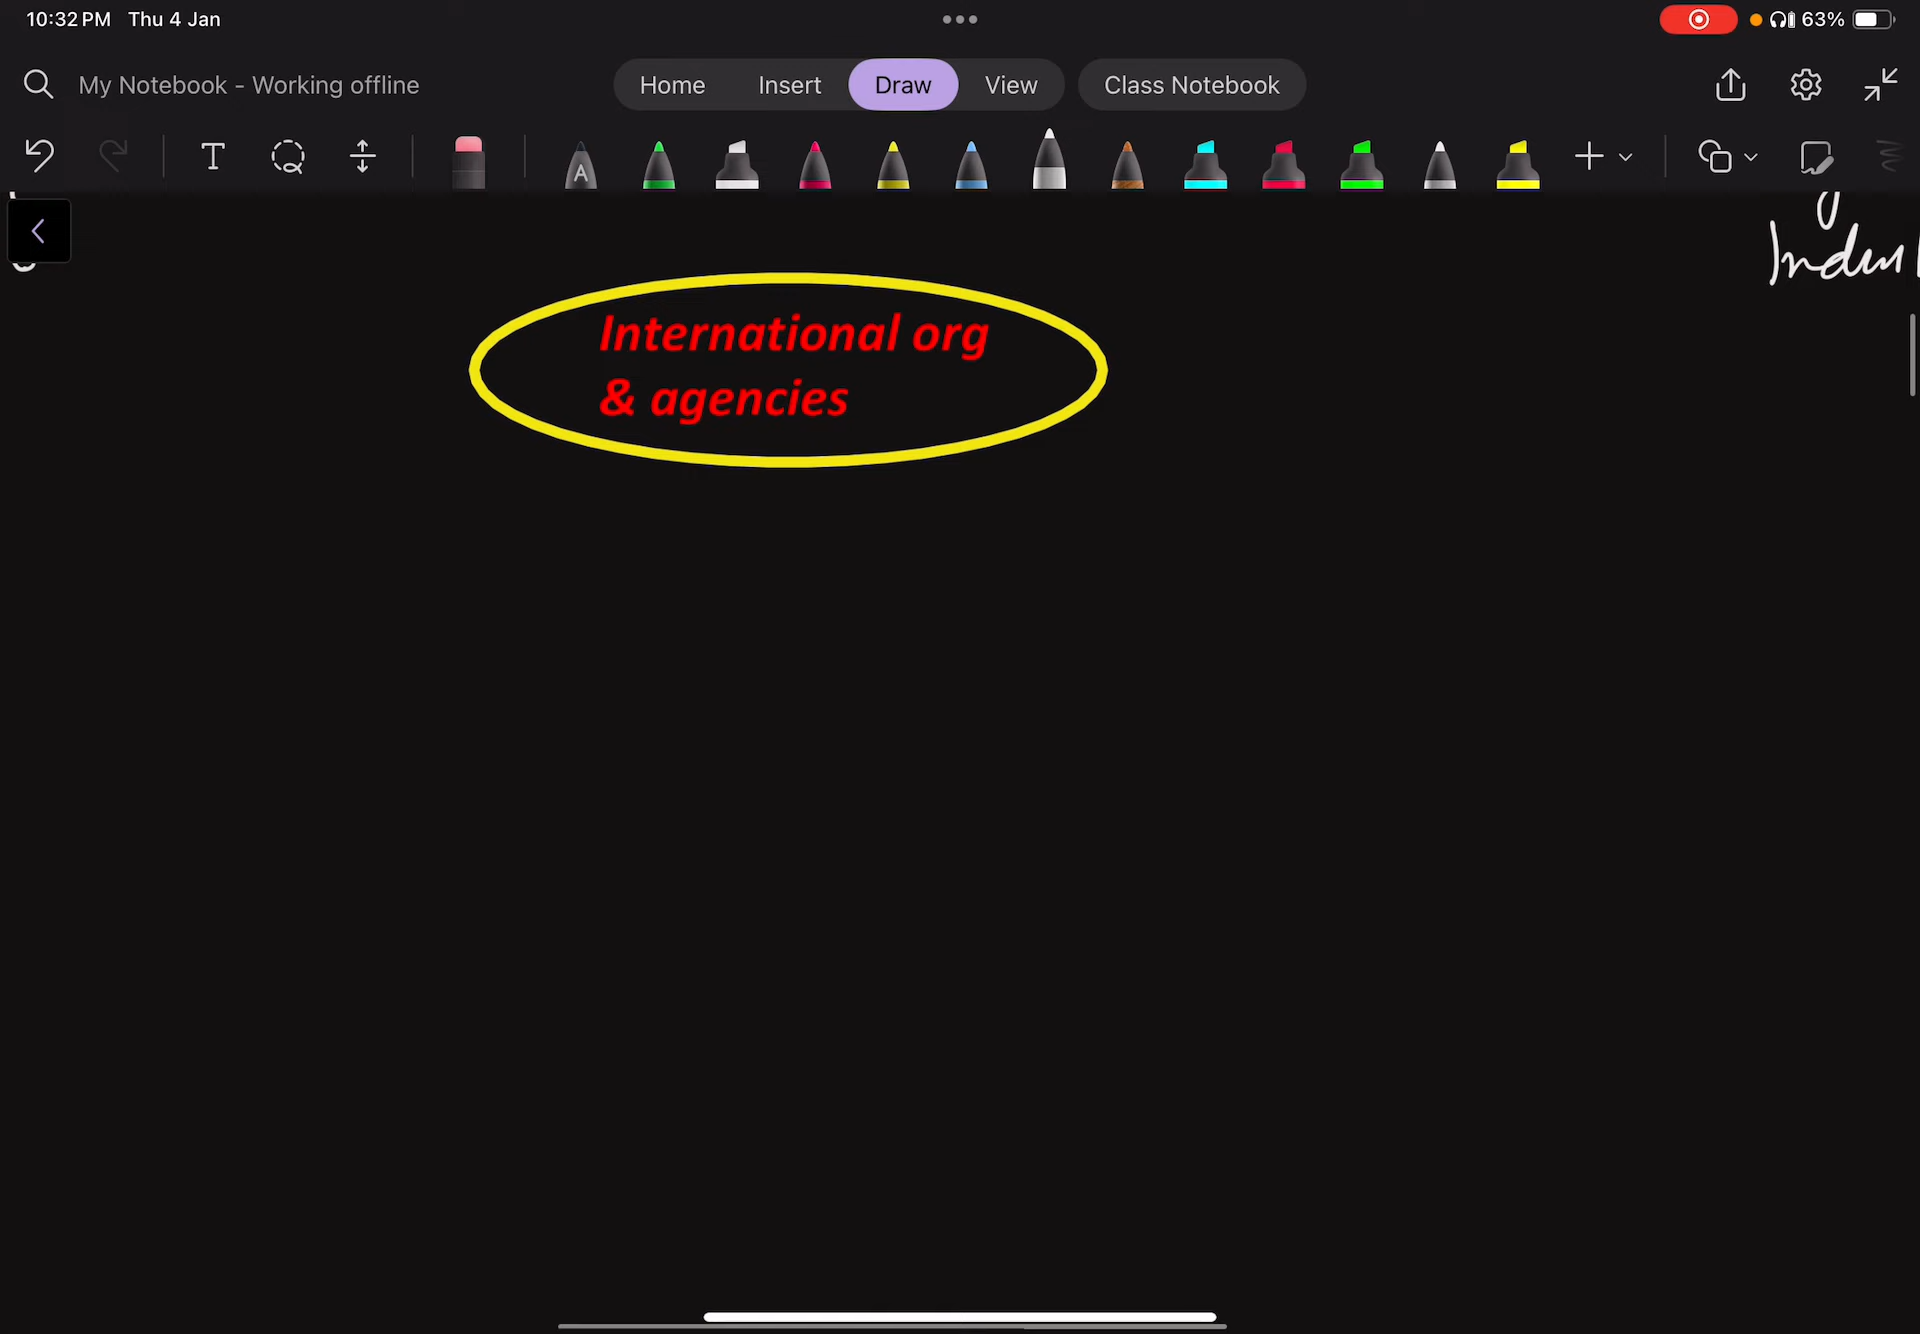 10:32 PM Thu 4 Jan
63%
My Notebook - Working offline
Home Insert Draw View Class Notebook
T
A
International org
& agencies